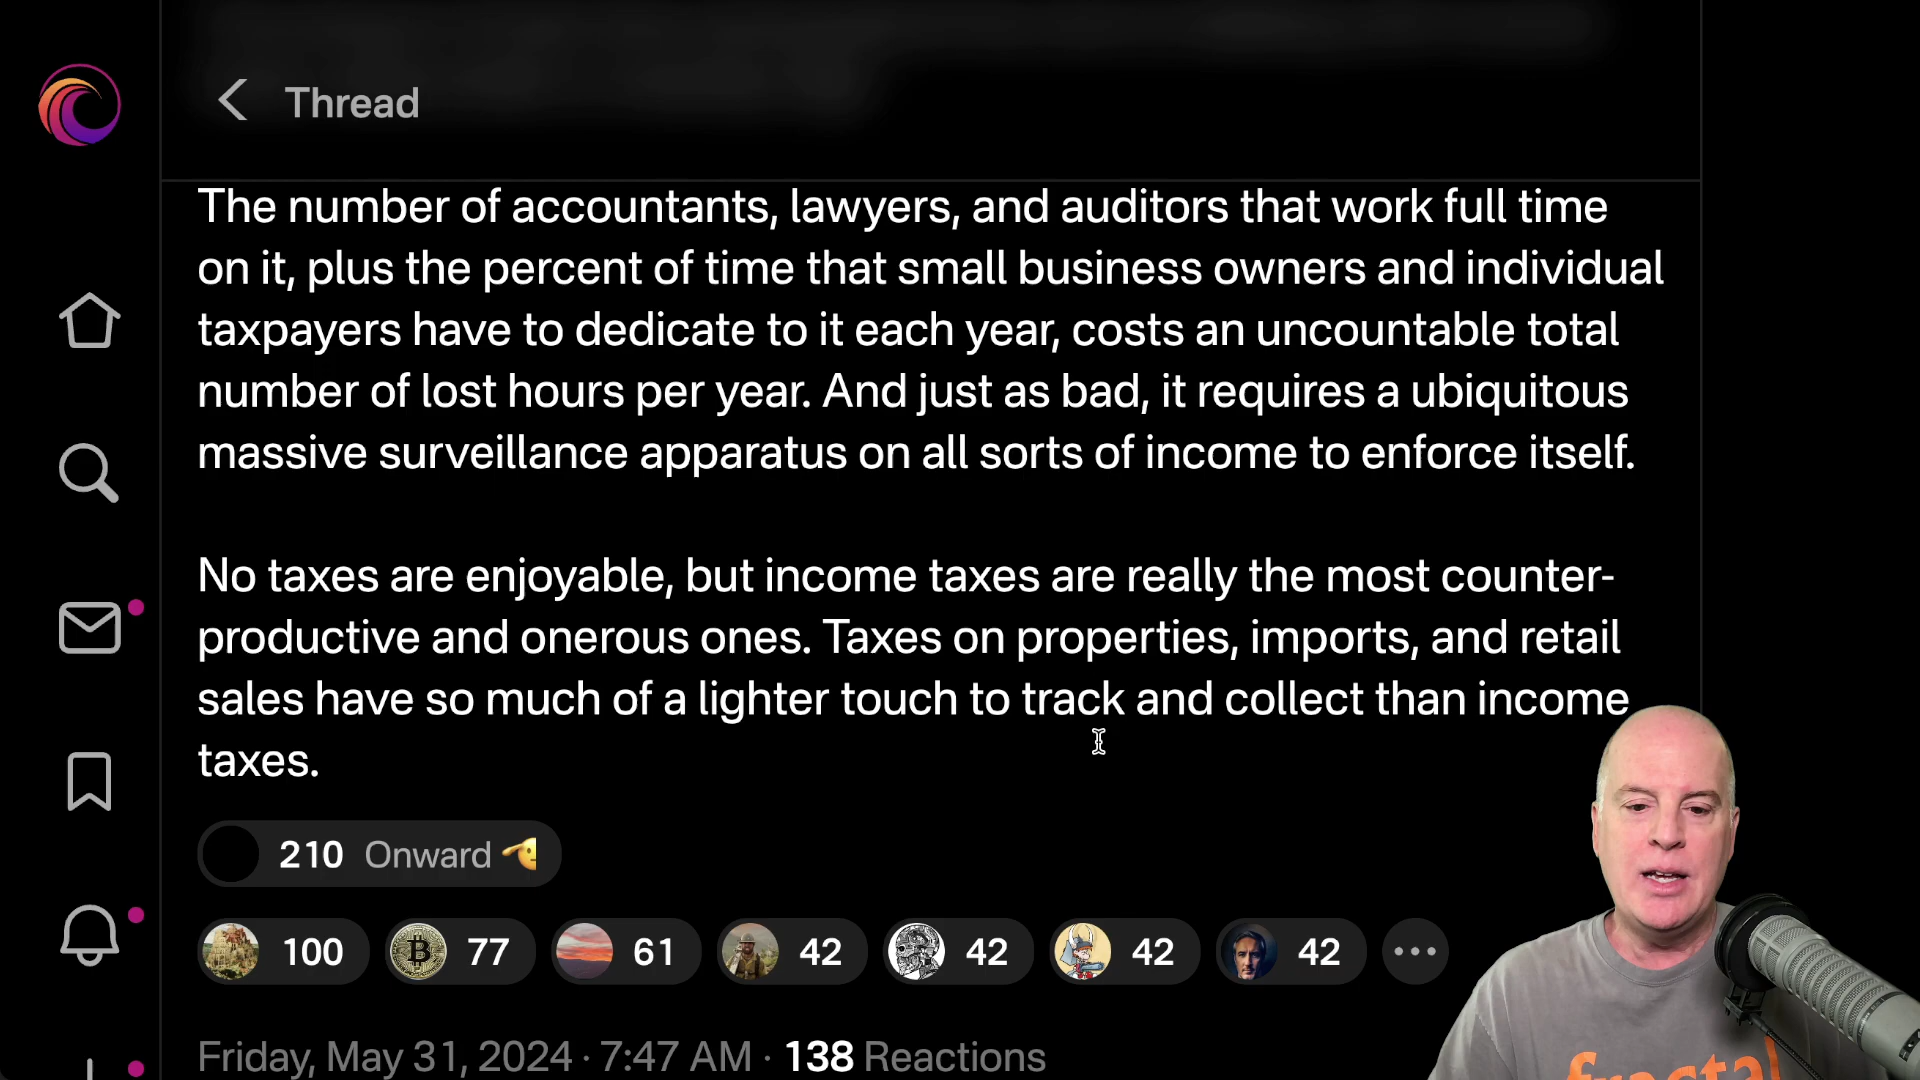 Thread
The number of accountants, lawyers, and auditors that work full time
on it, plus the percent of time that small business owners and individual
taxpayers have to dedicate to it each year, costs an uncountable total
number of lost hours per year. And just as bad, it requires a ubiquitous
massive surveillance apparatus on all sorts of income to enforce itself.
No taxes are enjoyable, but income taxes are really the most counter-
productive and onerous ones. Taxes on properties, imports, and retail
sales have so much of a lighter touch to track and collect than income
taxes.
210 Onward
100 77 61 42 42 42 42
Friday, May 31, 2024 · 7:47 AM · 138 Reactions
fractal